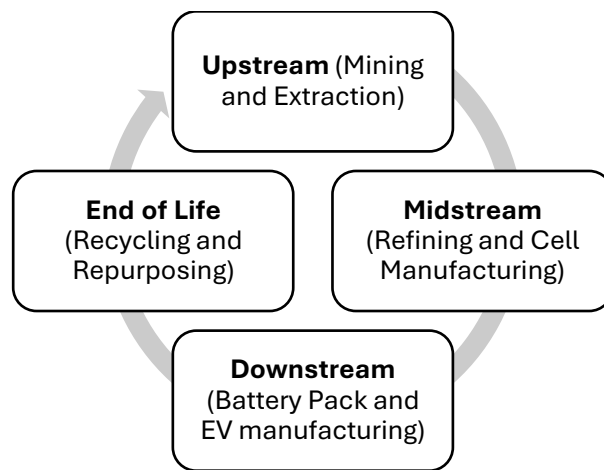 Upstream (Mining
and Extraction)
Midstream
(Refining and Cell
Manufacturing)
Downstream
(Battery Pack and
EV manufacturing)
End of Life
(Recycling and
Repurposing)